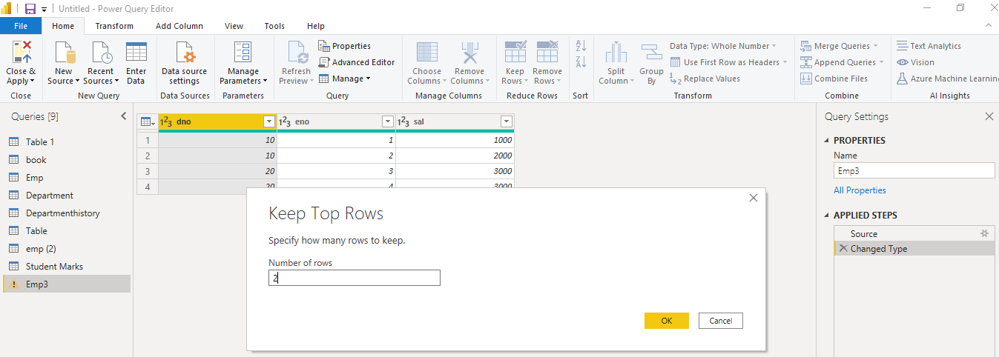 Untitled - Power Query Editor
File Home Transform Add Column View Tools Help
Close & Apply
New Source
Recent Sources
Enter Data
Data source settings
Manage Parameters
Refresh Preview
Properties
Advanced Editor
Manage
Choose Columns
Remove Columns
Keep Rows
Remove Rows
A Z
Z A
Split Column
Group By
Data Type: Whole Number
Use First Row as Headers
1 2 Replace Values
Merge Queries
Append Queries
Combine Files
Text Analytics
Vision
Azure Machine Learning
Close New Query Data Sources Parameters Query Manage Columns Reduce Rows Sort Transform Combine AI Insights
Queries [9]
Table 1
book
Emp
Department
Departmenthistory
Table
emp (2)
Student Marks
Emp3
123 dno 123 eno 123 sal
1 10 1 1000
2 10 2 2000
3 20 3 3000
4 20 4 3000
Keep Top Rows
Specify how many rows to keep.
Number of rows
2
OK Cancel
Query Settings
PROPERTIES
Name
Emp3
All Properties
APPLIED STEPS
Source
Changed Type